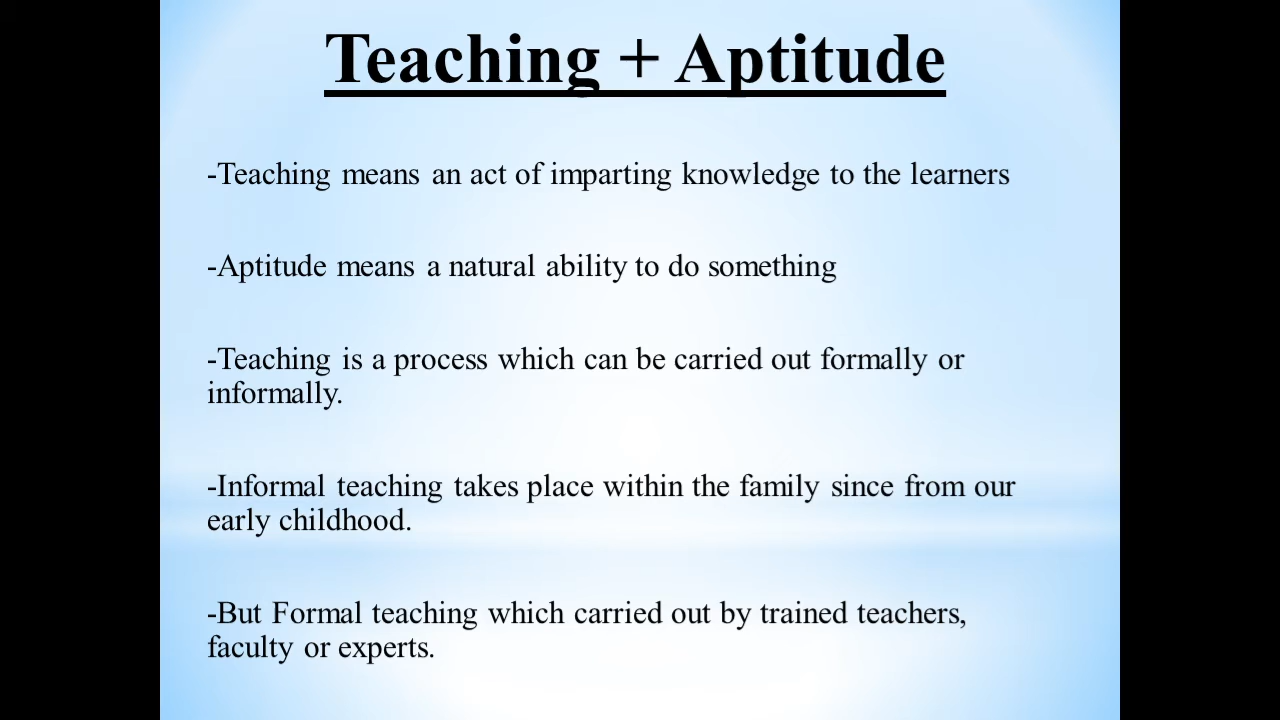 Teaching + Aptitude
-Teaching means an act of imparting knowledge to the learners
-Aptitude means a natural ability to do something
-Teaching is a process which can be carried out formally or
informally.
-Informal teaching takes place within the family since from our
early childhood.
-But Formal teaching which carried out by trained teachers,
faculty or experts.